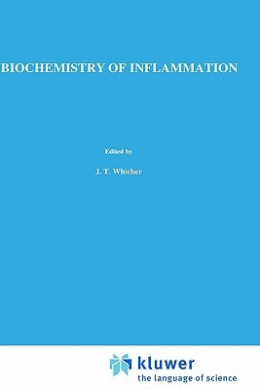 BIOCHEMISTRY OF INFLAMMATION
Edited by
J. T. Whicher
kluwer
the language of science